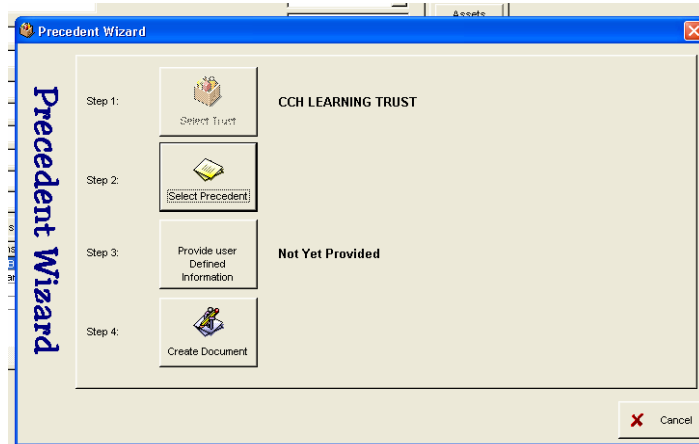 Assets
Precedent Wizard
Precedent Wizard
Step 1:
Select Trust
CCH LEARNING TRUST
Step 2:
Select Precedent
Step 3:
Provide user
Defined
Information
Not Yet Provided
Step 4:
Create Document
Cancel